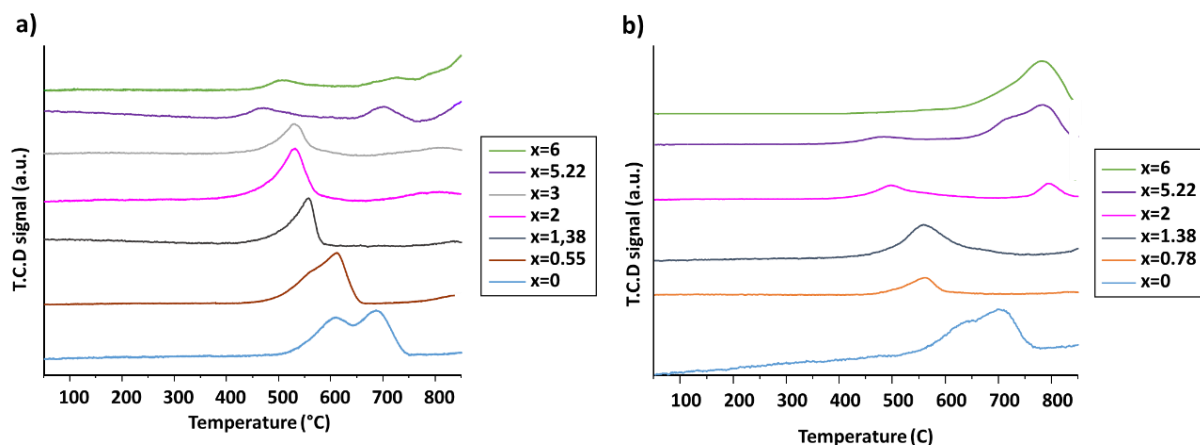 a)
T.C.D signal (a.u.)
x=6
x=5.22
x=3
x=2
x=1,38
x=0.55
x=0
100 200 300 400 500 600 700 800
Temperature (°C)
b)
T.C.D signal (a.u.)
x=6
x=5.22
x=2
x=1.38
x=0.78
x=0
100 200 300 400 500 600 700 800
Temperature (C)